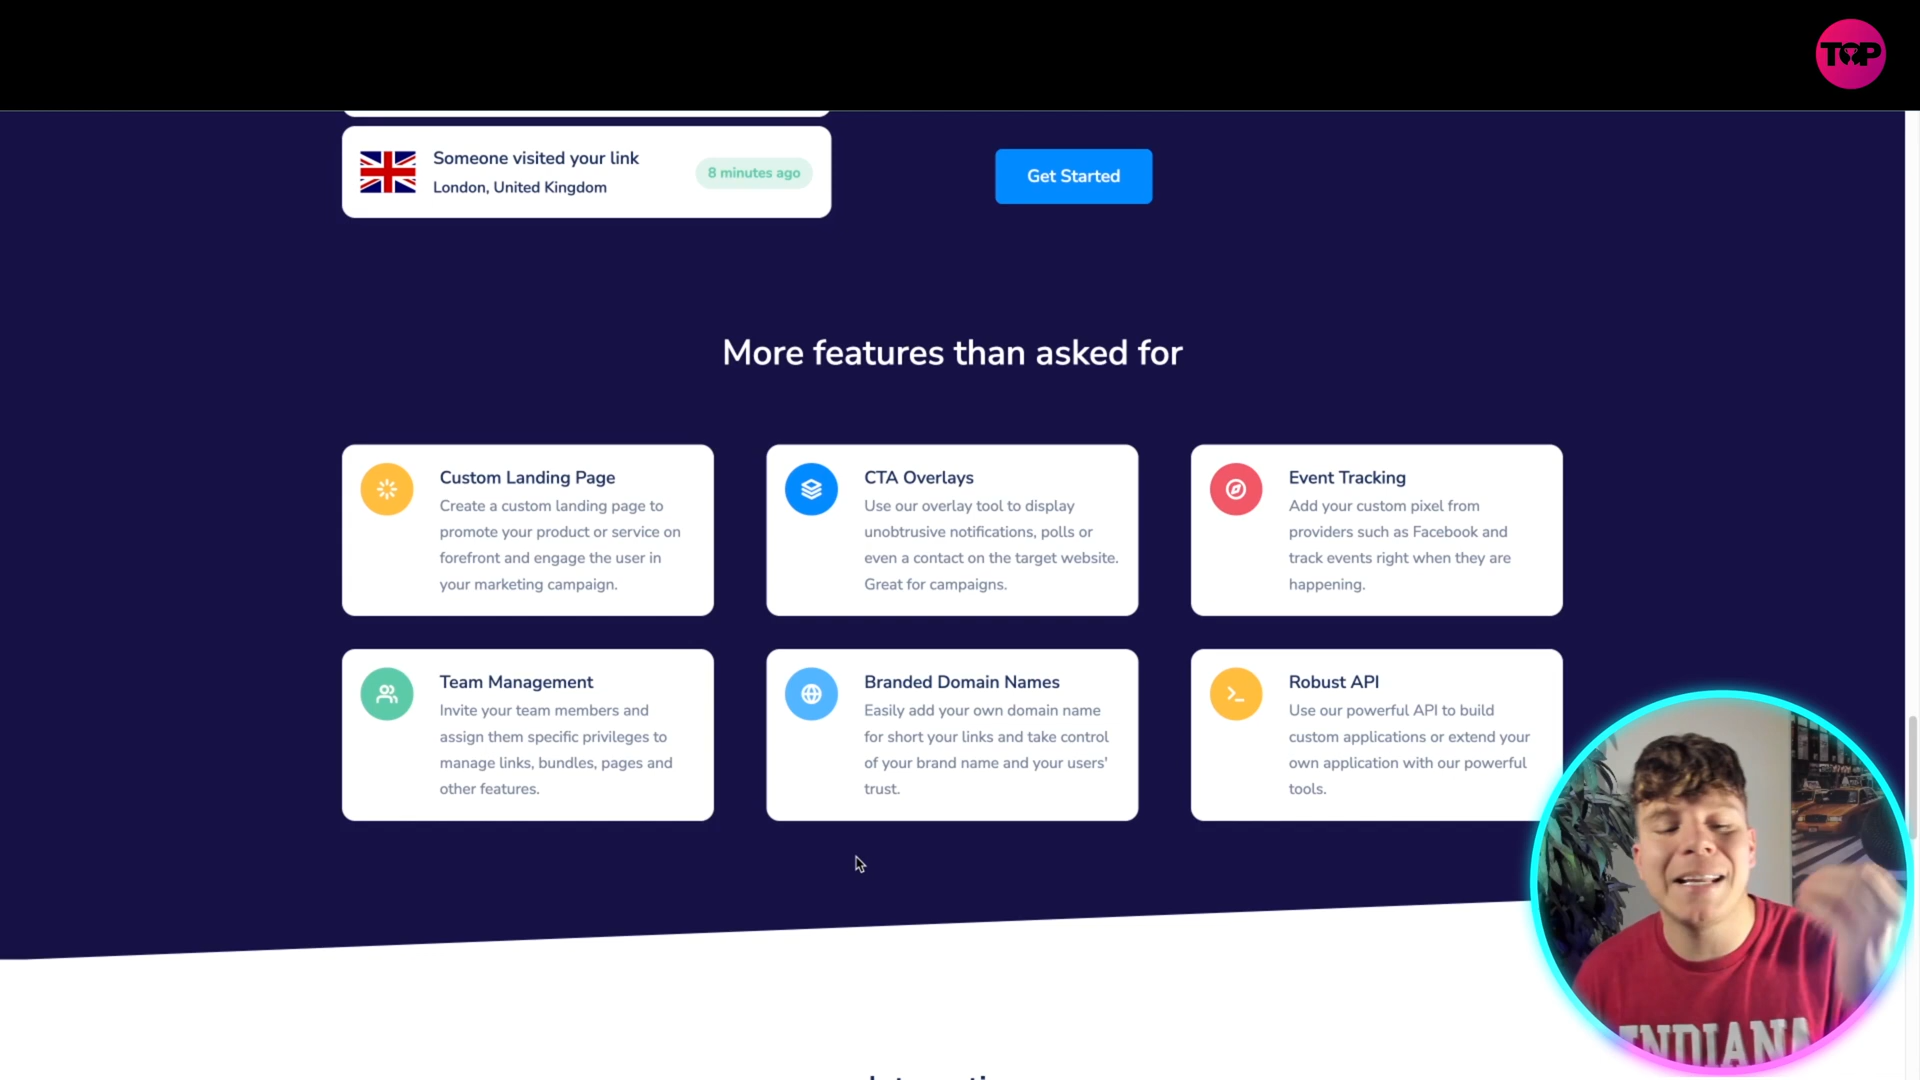 TOP
Someone visited your link
London, United Kingdom
8 minutes ago
Get Started
More features than asked for
Custom Landing Page
Create a custom landing page to
promote your product or service on
forefront and engage the user in
your marketing campaign.
CTA Overlays
Use our overlay tool to display
unobtrusive notifications, polls or
even a contact on the target website.
Great for campaigns.
Event Tracking
Add your custom pixel from
providers such as Facebook and
track events right when they are
happening.
Team Management
Invite your team members and
assign them specific privileges to
manage links, bundles, pages and
other features.
Branded Domain Names
Easily add your own domain name
for short your links and take control
of your brand name and your users'
trust.
Robust API
Use our powerful API to build
custom applications or extend your
own application with our powerful
tools.
INDIANA